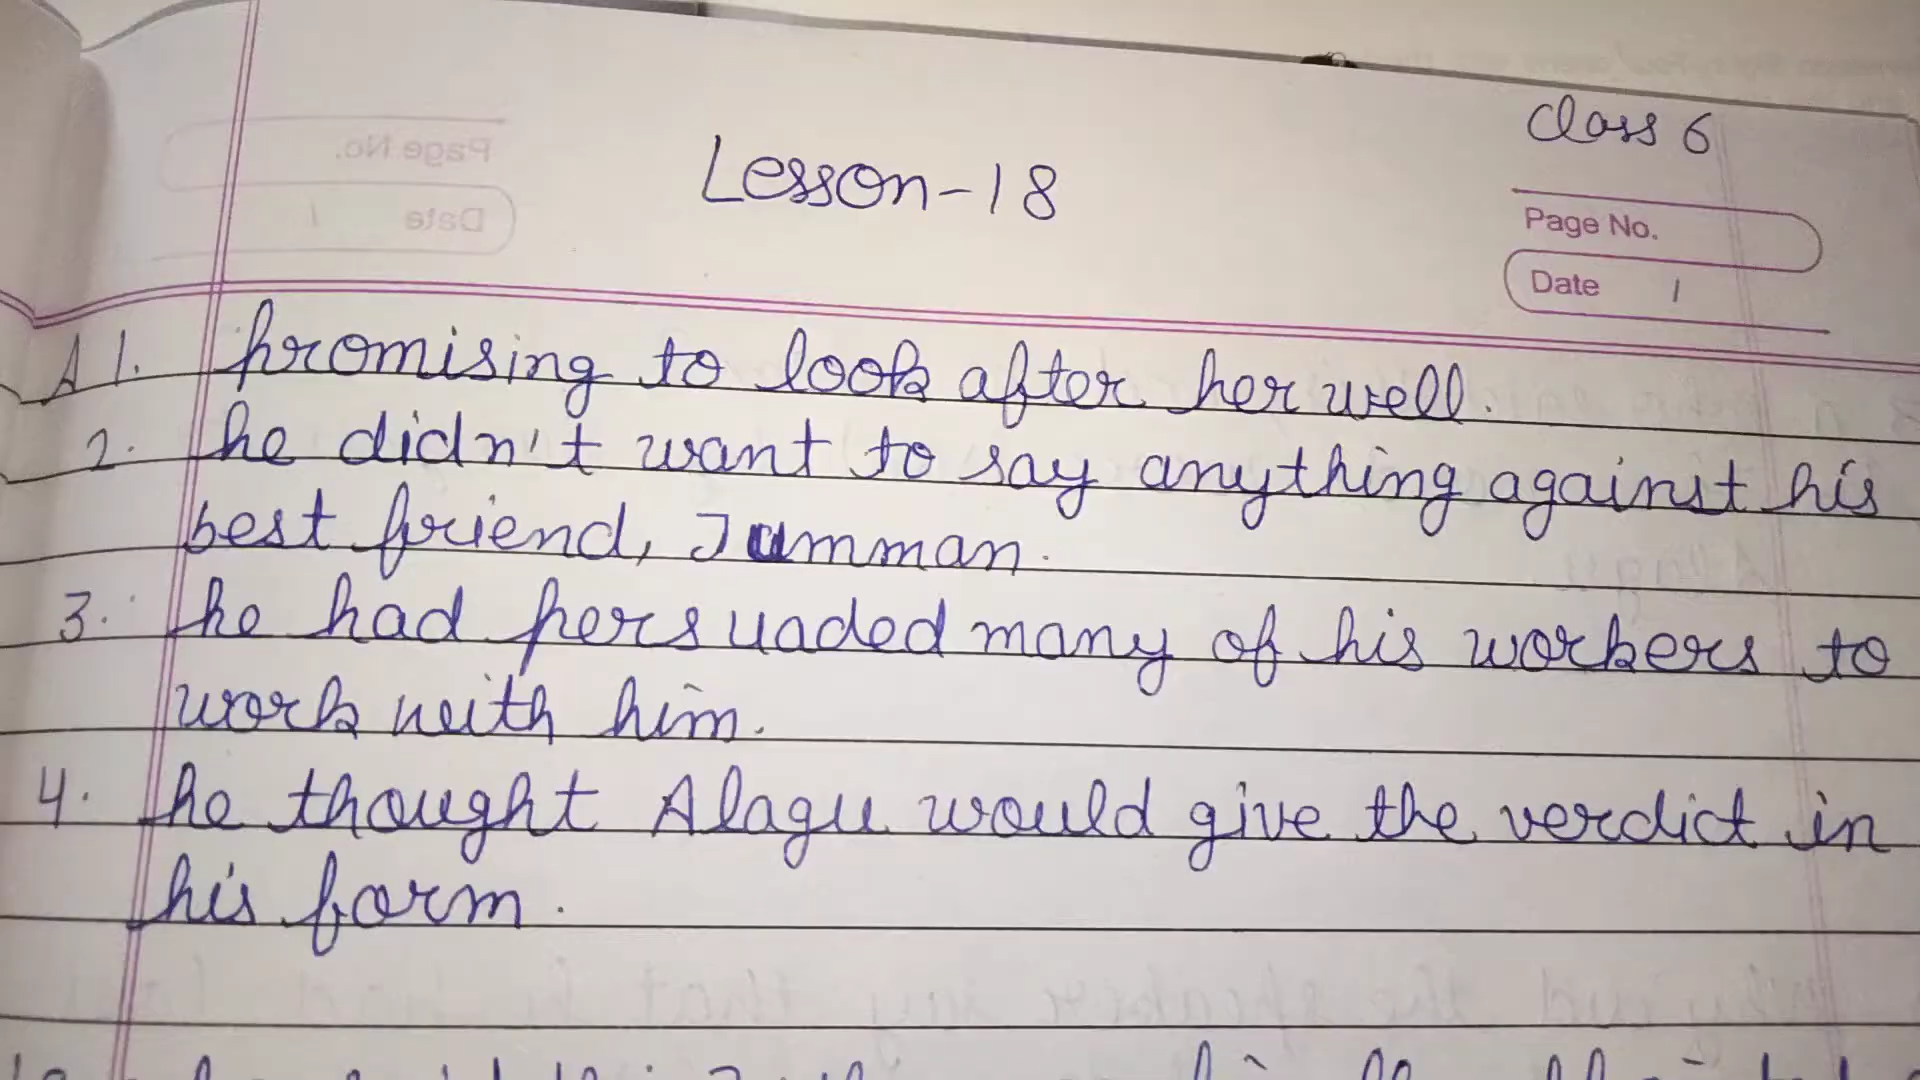 Class 6
Lesson-18
Page No.
Date /
A 1. promising to look after her well.
2. he didn't want to say anything against his
best friend, Jumman.
3. he had persuaded many of his workers to
work with him.
4. he thought Alagu would give the verdict in
his form.